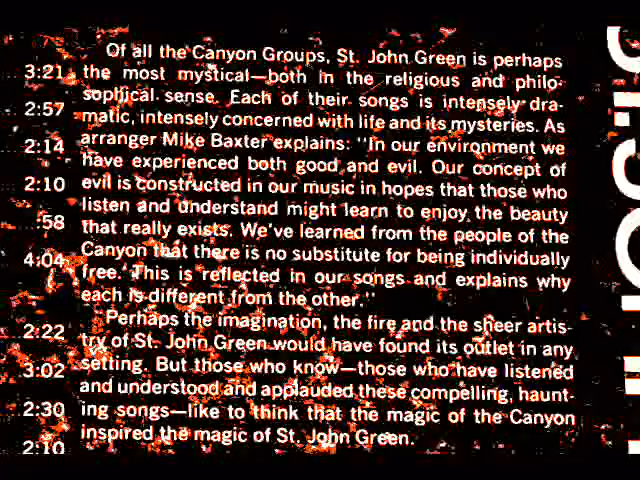 Of all the Canyon Groups, St. John Green is perhaps
3:21 the most mystical—both in the religious and philo-
sophical sense. Each of their songs is intensely dra-
2:57 matic, intensely concerned with life and its mysteries. As
2:14 arranger Mike Baxter explains: "In our environment we
have experienced both good and evil. Our concept of
2:10 evil is constructed in our music in hopes that those who
listen and understand might learn to enjoy the beauty
:58 that really exists. We've learned from the people of the
4:04 Canyon that there is no substitute for being individually
free. This is reflected in our songs and explains why
each is different from the other."
2:22 Perhaps the imagination, the fire and the sheer artis-
try of St. John Green would have found its outlet in any
3:02 setting. But those who know—those who have listened
and understood and applauded these compelling, haunt-
2:30 ing songs—like to think that the magic of the Canyon
2:10 inspired the magic of St. John Green.